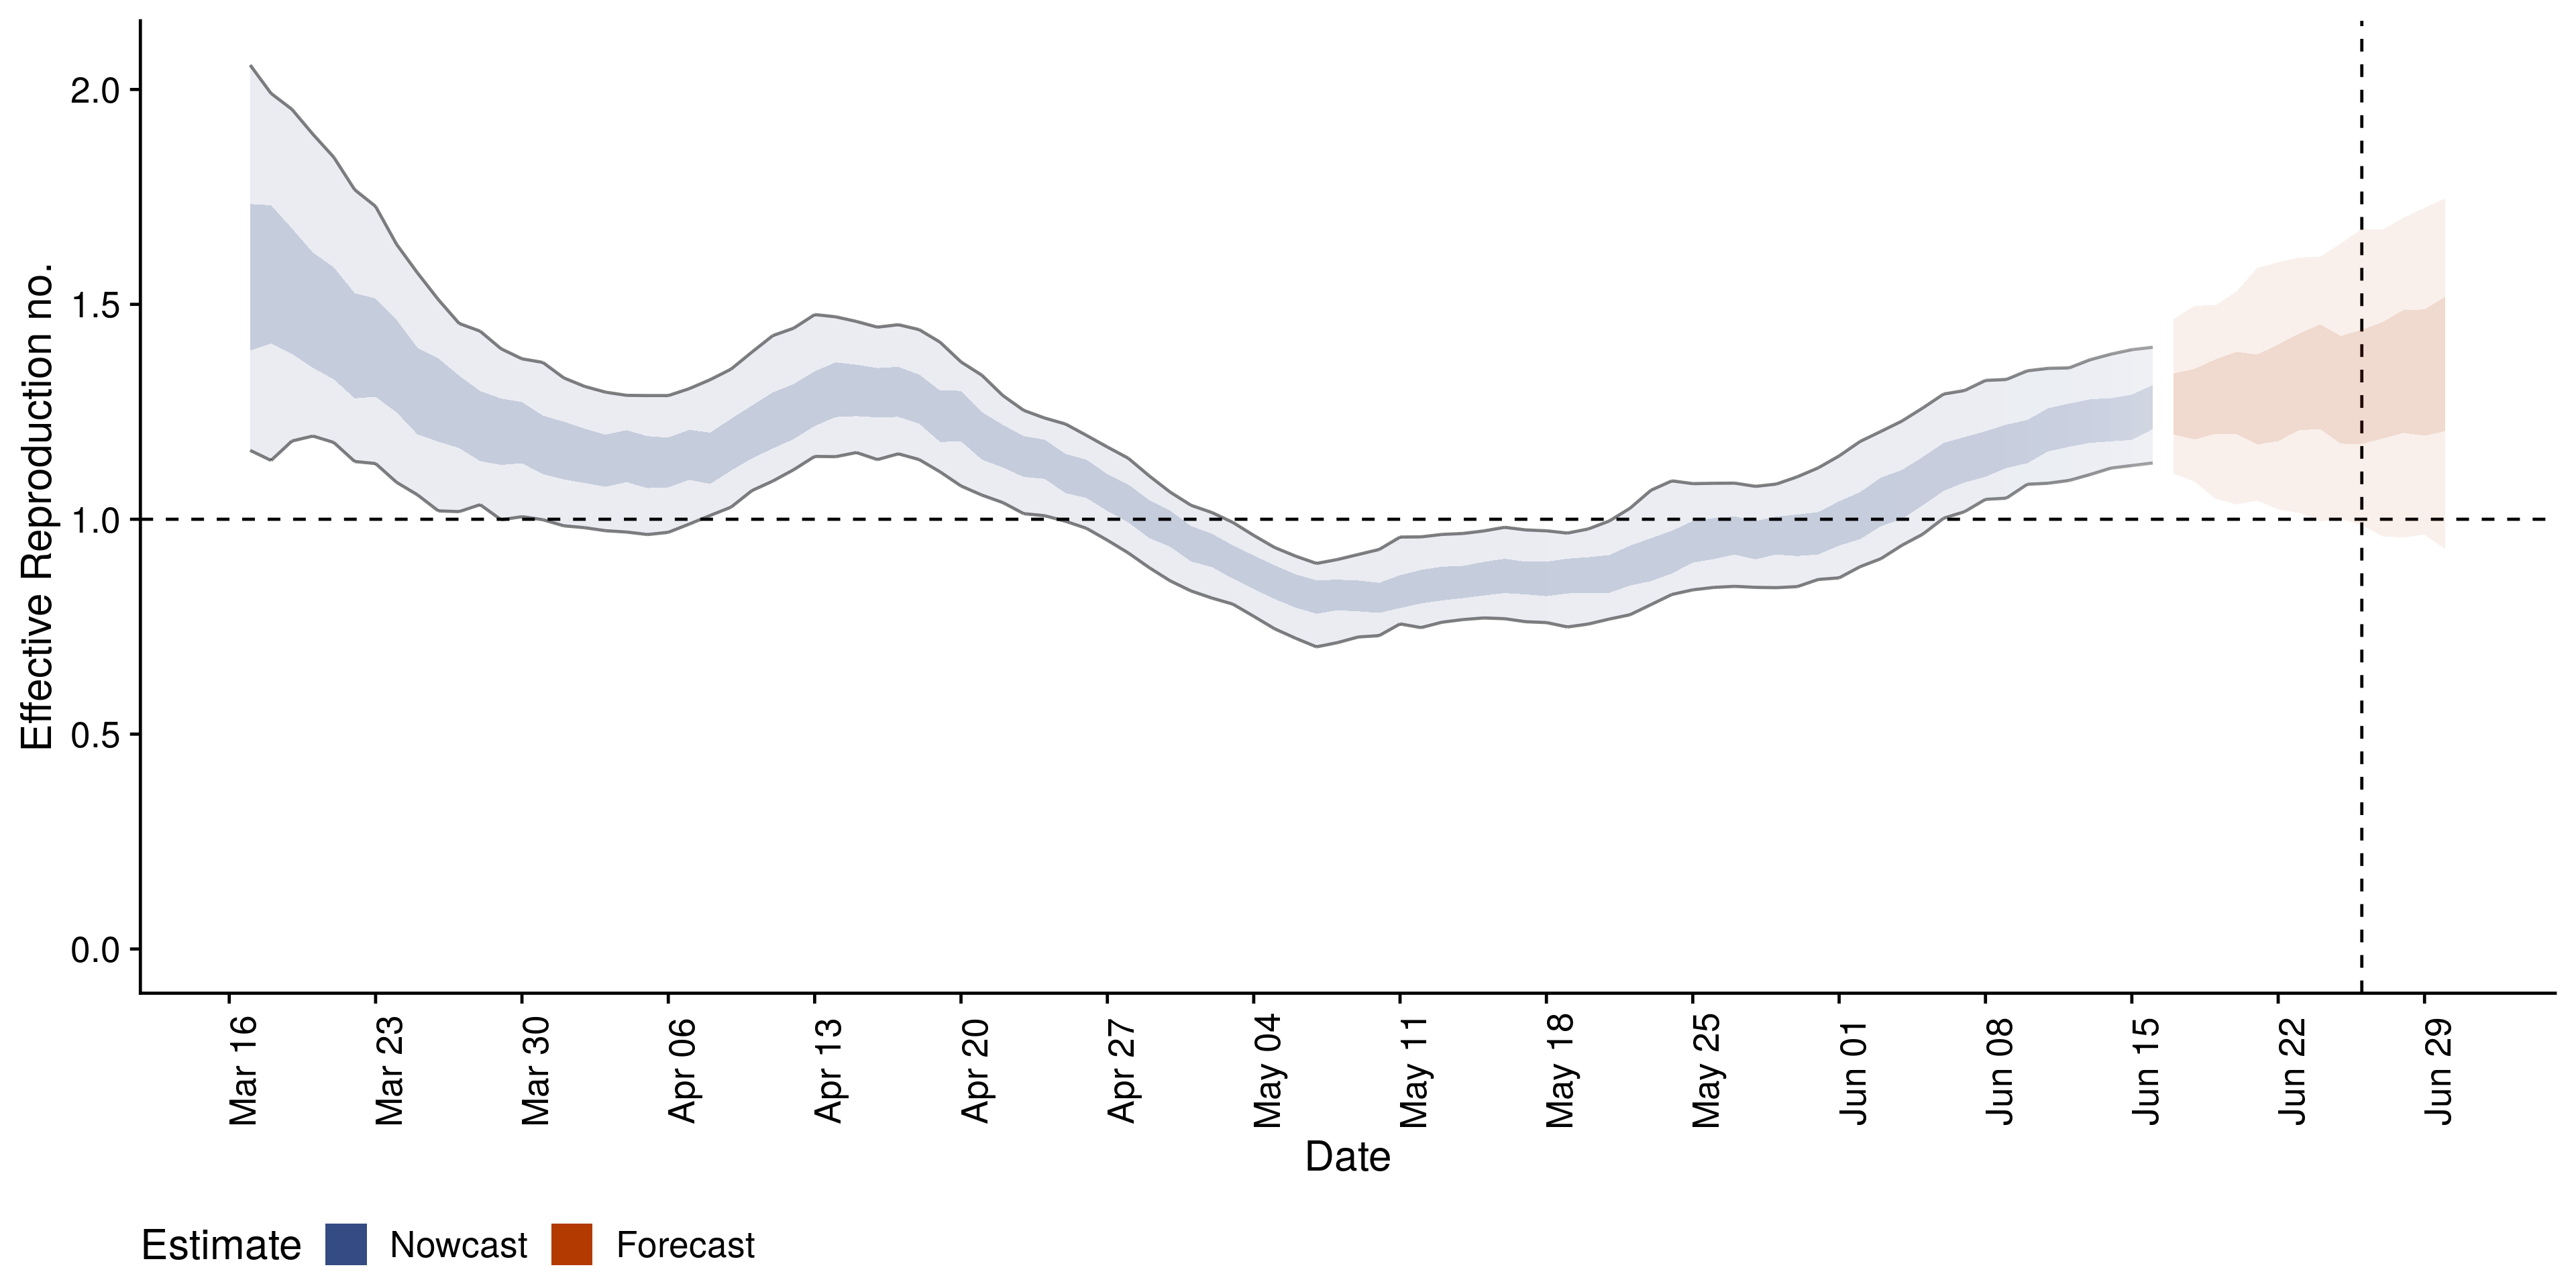 Effective Reproduction no.
2.0
1.5
1.0
0.5
0.0
Mar 16
Mar 23
Mar 30
Apr 06
Apr 13
Apr 20
Apr 27
May 04
May 11
May 18
May 25
Jun 01
Jun 08
Jun 15
Jun 22
Jun 29
Date
Estimate Nowcast Forecast